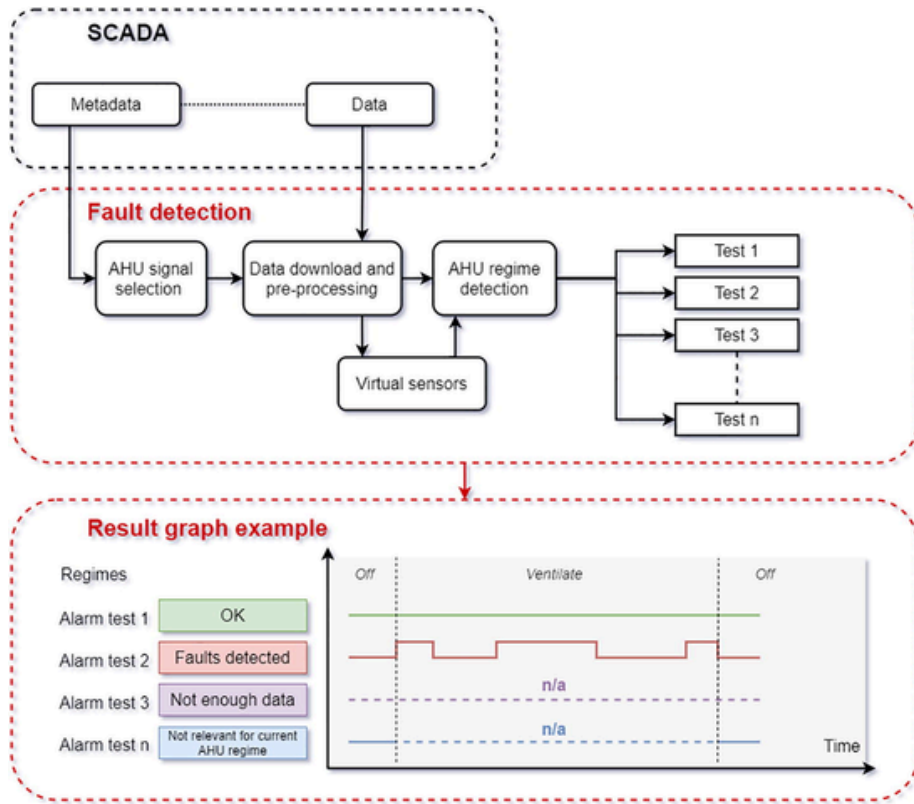 SCADA
Metadata
Data
Fault detection
AHU signal
selection
Data download and
pre-processing
AHU regime
detection
Virtual sensors
Test 1
Test 2
Test 3
Test n
Result graph example
Regimes
Off
Ventilate
Off
Alarm test 1
OK
Alarm test 2
Faults detected
Alarm test 3
Not enough data
n/a
Alarm test n
Not relevant for current
AHU regime
n/a
Time